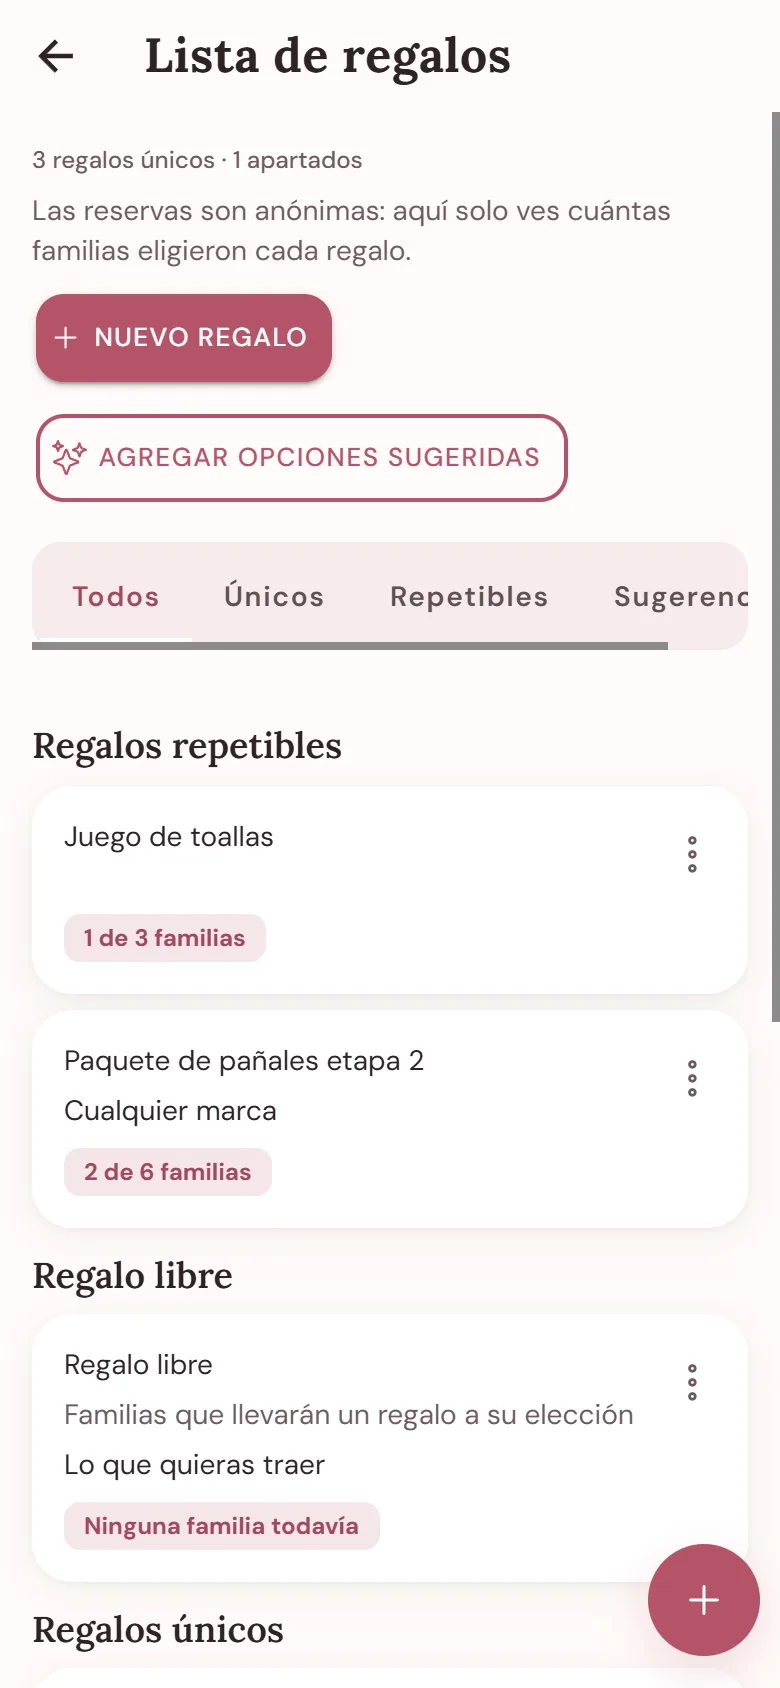 Lista de regalos
3 regalos únicos · 1 apartados
Las reservas son anónimas: aquí solo ves cuántas
familias eligieron cada regalo.
+ NUEVO REGALO
AGREGAR OPCIONES SUGERIDAS
Todos Únicos Repetibles Sugerenc
Regalos repetibles
Juego de toallas
1 de 3 familias
Paquete de pañales etapa 2
Cualquier marca
2 de 6 familias
Regalo libre
Regalo libre
Familias que llevarán un regalo a su elección
Lo que quieras traer
Ninguna familia todavía
Regalos únicos